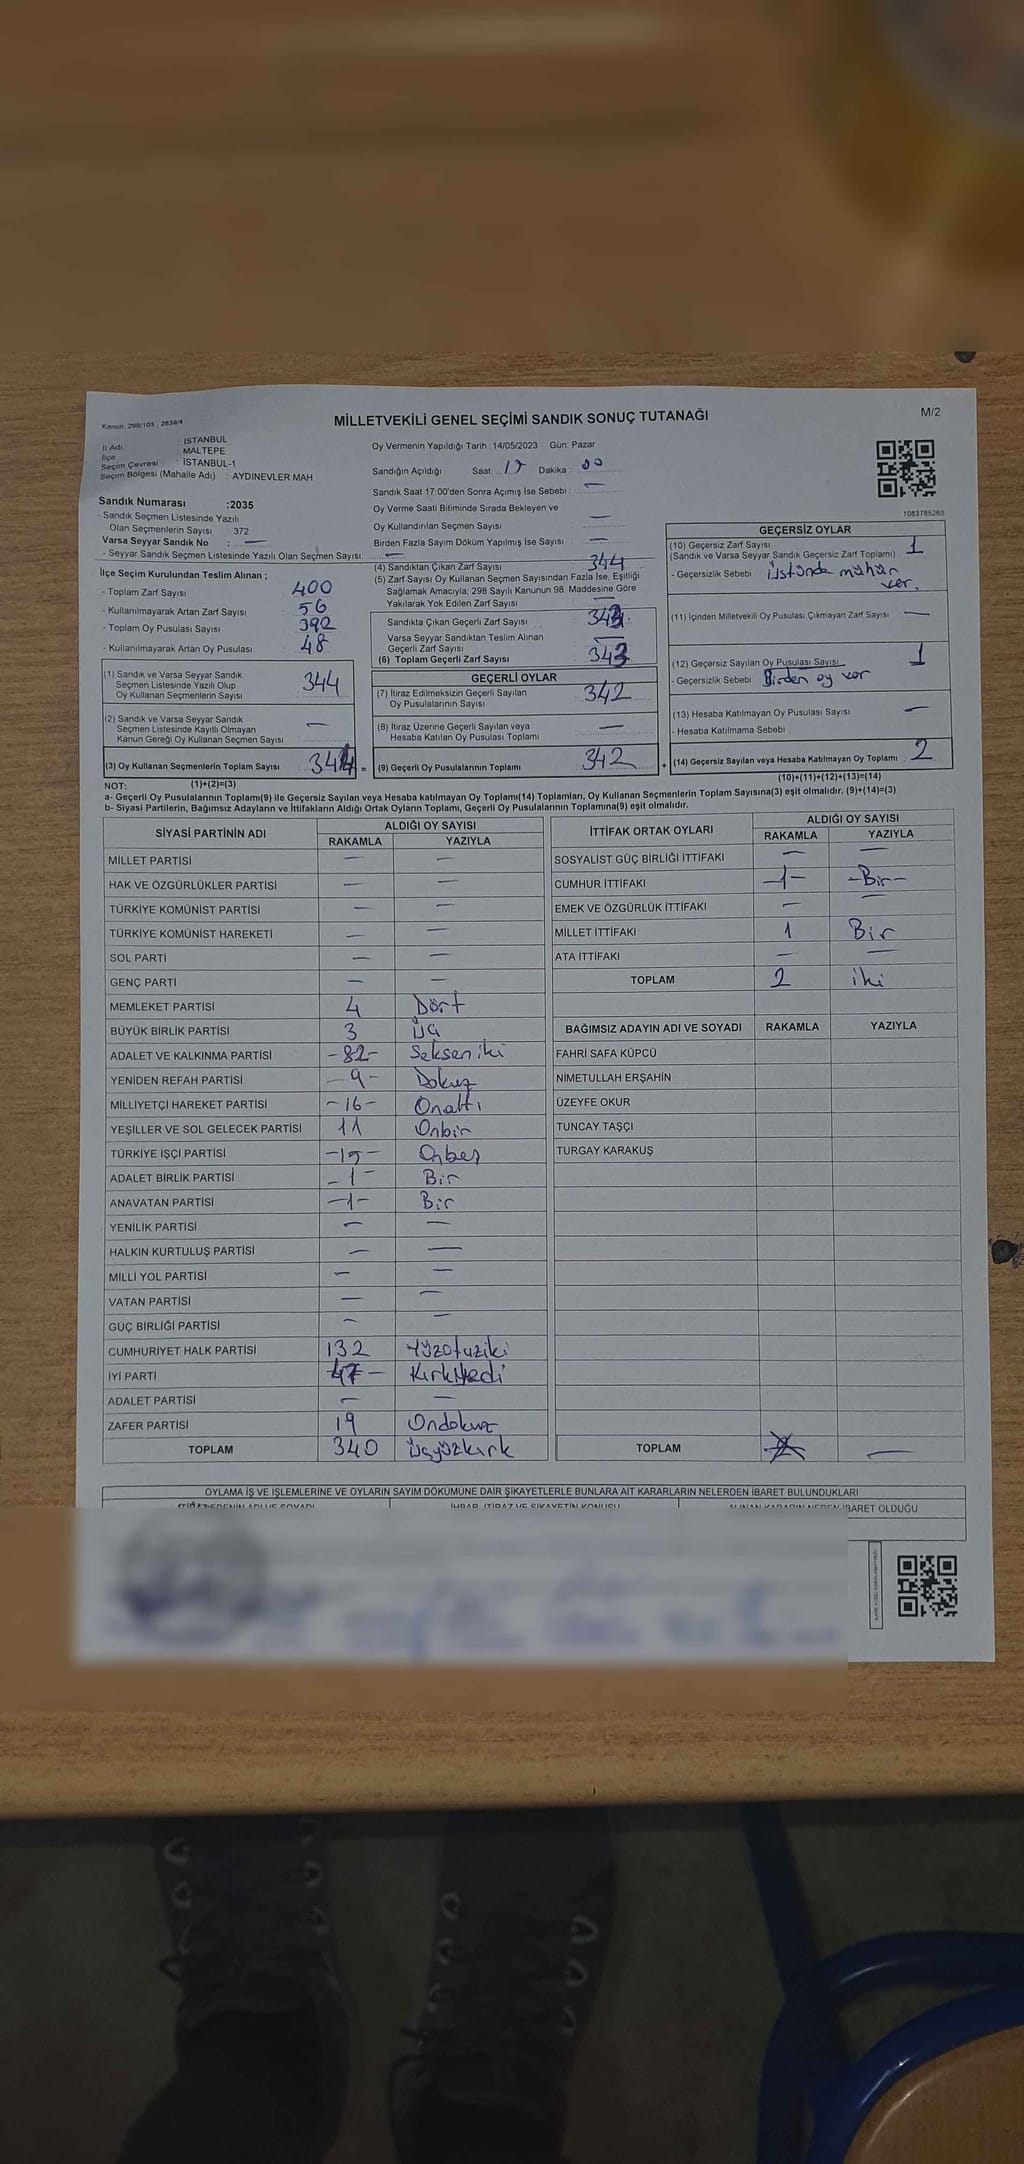 MİLLETVEKİLİ GENEL SEÇİMİ SANDIK SONUÇ TUTANAĞI
M/2
Kanun: 298/105 , 2839/4
İl Adı İSTANBUL
İlçe MALTEPE
Seçim Çevresi : İSTANBUL-1
Seçim Bölgesi (Mahalle Adı) : AYDINEVLER MAH
Sandık Numarası :2035
- Sandık Seçmen Listesinde Yazılı
Olan Seçmenlerin Sayısı 372
Varsa Seyyar Sandık No : —
- Seyyar Sandık Seçmen Listesinde Yazılı Olan Seçmen Sayısı: —
İlçe Seçim Kurulundan Teslim Alınan ;
- Toplam Zarf Sayısı : 400
- Kullanılmayarak Artan Zarf Sayısı : 56
- Toplam Oy Pusulası Sayısı : 392
- Kullanılmayarak Artan Oy Pusulası : 48
(1) Sandık ve Varsa Seyyar Sandık
Seçmen Listesinde Yazılı Olup
Oy Kullanan Seçmenlerin Sayısı : 344
(2) Sandık ve Varsa Seyyar Sandık
Seçmen Listesinde Kayıtlı Olmayan
Kanun Gereği Oy Kullanan Seçmen Sayısı : —
(3) Oy Kullanan Seçmenlerin Toplam Sayısı : 344 =
Oy Vermenin Yapıldığı Tarih : 14/05/2023 Gün: Pazar
Sandığın Açıldığı Saat: 17 Dakika : 00
Sandık Saat 17:00'den Sonra Açılmış İse Sebebi : —
Oy Verme Saati Bitiminde Sırada Bekleyen ve
Oy Kullandırılan Seçmen Sayısı : —
Birden Fazla Sayım Döküm Yapılmış İse Sayısı : —
(4) Sandıktan Çıkan Zarf Sayısı : 344
(5) Zarf Sayısı Oy Kullanan Seçmen Sayısından Fazla İse, Eşitliği
Sağlamak Amacıyla, 298 Sayılı Kanunun 98. Maddesine Göre
Yakılarak Yok Edilen Zarf Sayısı : —
Sandıkta Çıkan Geçerli Zarf Sayısı : 343
Varsa Seyyar Sandıktan Teslim Alınan
Geçerli Zarf Sayısı : —
(6) Toplam Geçerli Zarf Sayısı : 343
GEÇERLİ OYLAR
(7) İtiraz Edilmeksizin Geçerli Sayılan
Oy Pusulalarının Sayısı : 342
(8) İtiraz Üzerine Geçerli Sayılan veya
Hesaba Katılan Oy Pusulası Toplamı : —
(9) Geçerli Oy Pusulalarının Toplamı : 342 +
1083765269
GEÇERSİZ OYLAR
(10) Geçersiz Zarf Sayısı : 1
(Sandık ve Varsa Seyyar Sandık Geçersiz Zarf Toplamı)
- Geçersizlik Sebebi : üstünde mühür
var.
(11) İçinden Milletvekili Oy Pusulası Çıkmayan Zarf Sayısı : —
(12) Geçersiz Sayılan Oy Pusulası Sayısı : 1
- Geçersizlik Sebebi : Birden oy var
(13) Hesaba Katılmayan Oy Pusulası Sayısı : —
- Hesaba Katılmama Sebebi :
(14) Geçersiz Sayılan veya Hesaba Katılmayan Oy Toplamı : 2
NOT: (1)+(2)=(3) (10)+(11)+(12)+(13)=(14)
a- Geçerli Oy Pusulalarının Toplamı(9) ile Geçersiz Sayılan veya Hesaba katılmayan Oy Toplamı(14) Toplamları, Oy Kullanan Seçmenlerin Toplam Sayısına(3) eşit olmalıdır. (9)+(14)=(3)
b- Siyasi Partilerin, Bağımsız Adayların ve İttifakların Aldığı Ortak Oyların Toplamı, Geçerli Oy Pusulalarının Toplamına(9) eşit olmalıdır.
SİYASİ PARTİNİN ADI ALDIĞI OY SAYISI
RAKAMLA YAZIYLA
MİLLET PARTİSİ — —
HAK VE ÖZGÜRLÜKLER PARTİSİ — —
TÜRKİYE KOMÜNİST PARTİSİ — —
TÜRKİYE KOMÜNİST HAREKETİ — —
SOL PARTİ — —
GENÇ PARTİ — —
MEMLEKET PARTİSİ 4 Dört
BÜYÜK BİRLİK PARTİSİ 3 Üç
ADALET VE KALKINMA PARTİSİ -82- Seksen iki
YENİDEN REFAH PARTİSİ -9- Dokuz
MİLLİYETÇİ HAREKET PARTİSİ -16- Onaltı
YEŞİLLER VE SOL GELECEK PARTİSİ 11 Onbir
TÜRKİYE İŞÇİ PARTİSİ -15- Onbeş
ADALET BİRLİK PARTİSİ -1- Bir
ANAVATAN PARTİSİ -1- Bir
YENİLİK PARTİSİ — —
HALKIN KURTULUŞ PARTİSİ — —
MİLLİ YOL PARTİSİ — —
VATAN PARTİSİ — —
GÜÇ BİRLİĞİ PARTİSİ — —
CUMHURİYET HALK PARTİSİ 132 Yüzotuziki
İYİ PARTİ 47- Kırkyedi
ADALET PARTİSİ — —
ZAFER PARTİSİ 19 Ondokuz
TOPLAM 340 Üçyüzkırk
İTTİFAK ORTAK OYLARI ALDIĞI OY SAYISI
RAKAMLA YAZIYLA
SOSYALİST GÜÇ BİRLİĞİ İTTİFAKI — —
CUMHUR İTTİFAKI -1- -Bir-
EMEK VE ÖZGÜRLÜK İTTİFAKI — —
MİLLET İTTİFAKI 1 Bir
ATA İTTİFAKI — —
TOPLAM 2 iki
BAĞIMSIZ ADAYIN ADI VE SOYADI RAKAMLA YAZIYLA
FAHRİ SAFA KÜPCÜ
NİMETULLAH ERŞAHİN
ÜZEYFE OKUR
TUNCAY TAŞÇI
TURGAY KARAKUŞ
TOPLAM —
OYLAMA İŞ VE İŞLEMLERİNE VE OYLARIN SAYIM DÖKÜMÜNE DAİR ŞİKAYETLERLE BUNLARA AİT KARARLARIN NELERDEN İBARET BULUNDUKLARI
İTİRAZ EDENİN ADI VE SOYADI İHBAR, İTİRAZ VE ŞİKAYETİN KONUSU ALINAN KARARIN NEDEN İBARET OLDUĞU